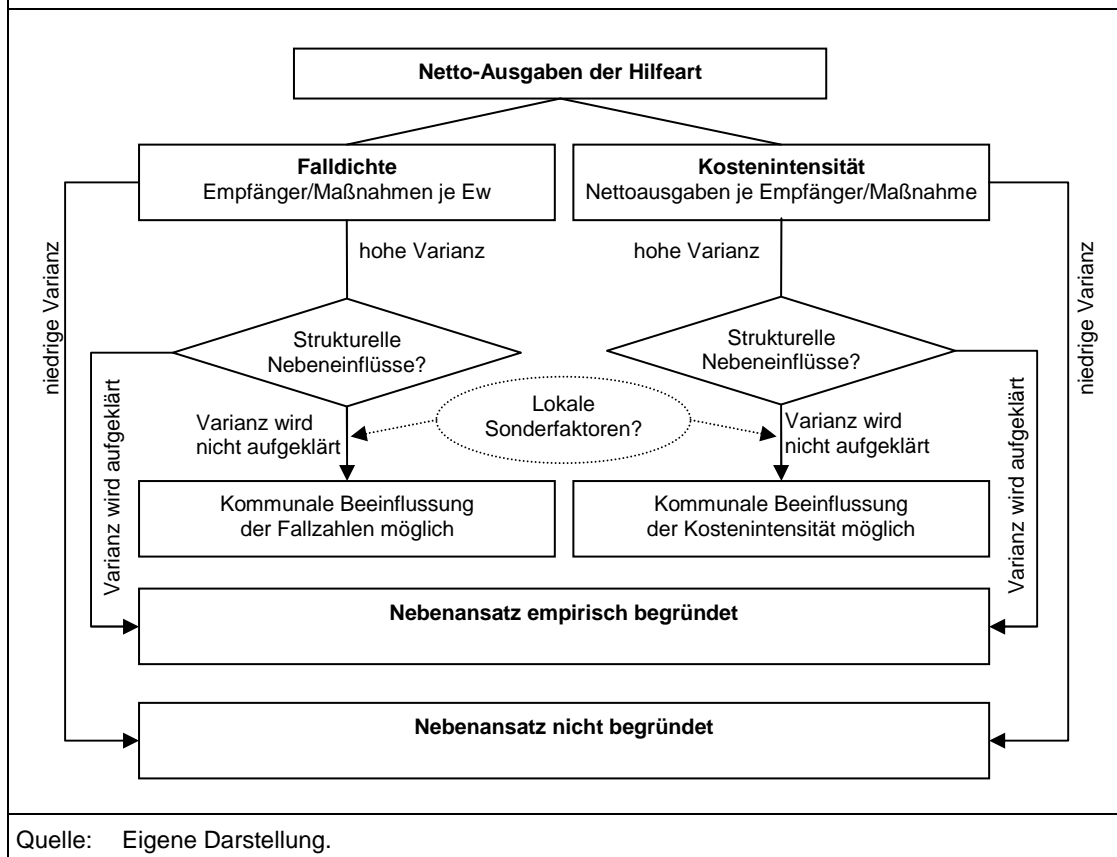 Netto-Ausgaben der Hilfeart
Falldichte
Empfänger/Maßnahmen je Ew
Kostenintensität
Nettoausgaben je Empfänger/Maßnahme
niedrige Varianz
hohe Varianz
hohe Varianz
niedrige Varianz
Strukturelle
Nebeneinflüsse?
Strukturelle
Nebeneinflüsse?
Varianz wird aufgeklärt
Varianz wird
nicht aufgeklärt
Lokale
Sonderfaktoren?
Varianz wird
nicht aufgeklärt
Varianz wird aufgeklärt
Kommunale Beeinflussung
der Fallzahlen möglich
Kommunale Beeinflussung
der Kostenintensität möglich
Nebenansatz empirisch begründet
Nebenansatz nicht begründet
Quelle: Eigene Darstellung.